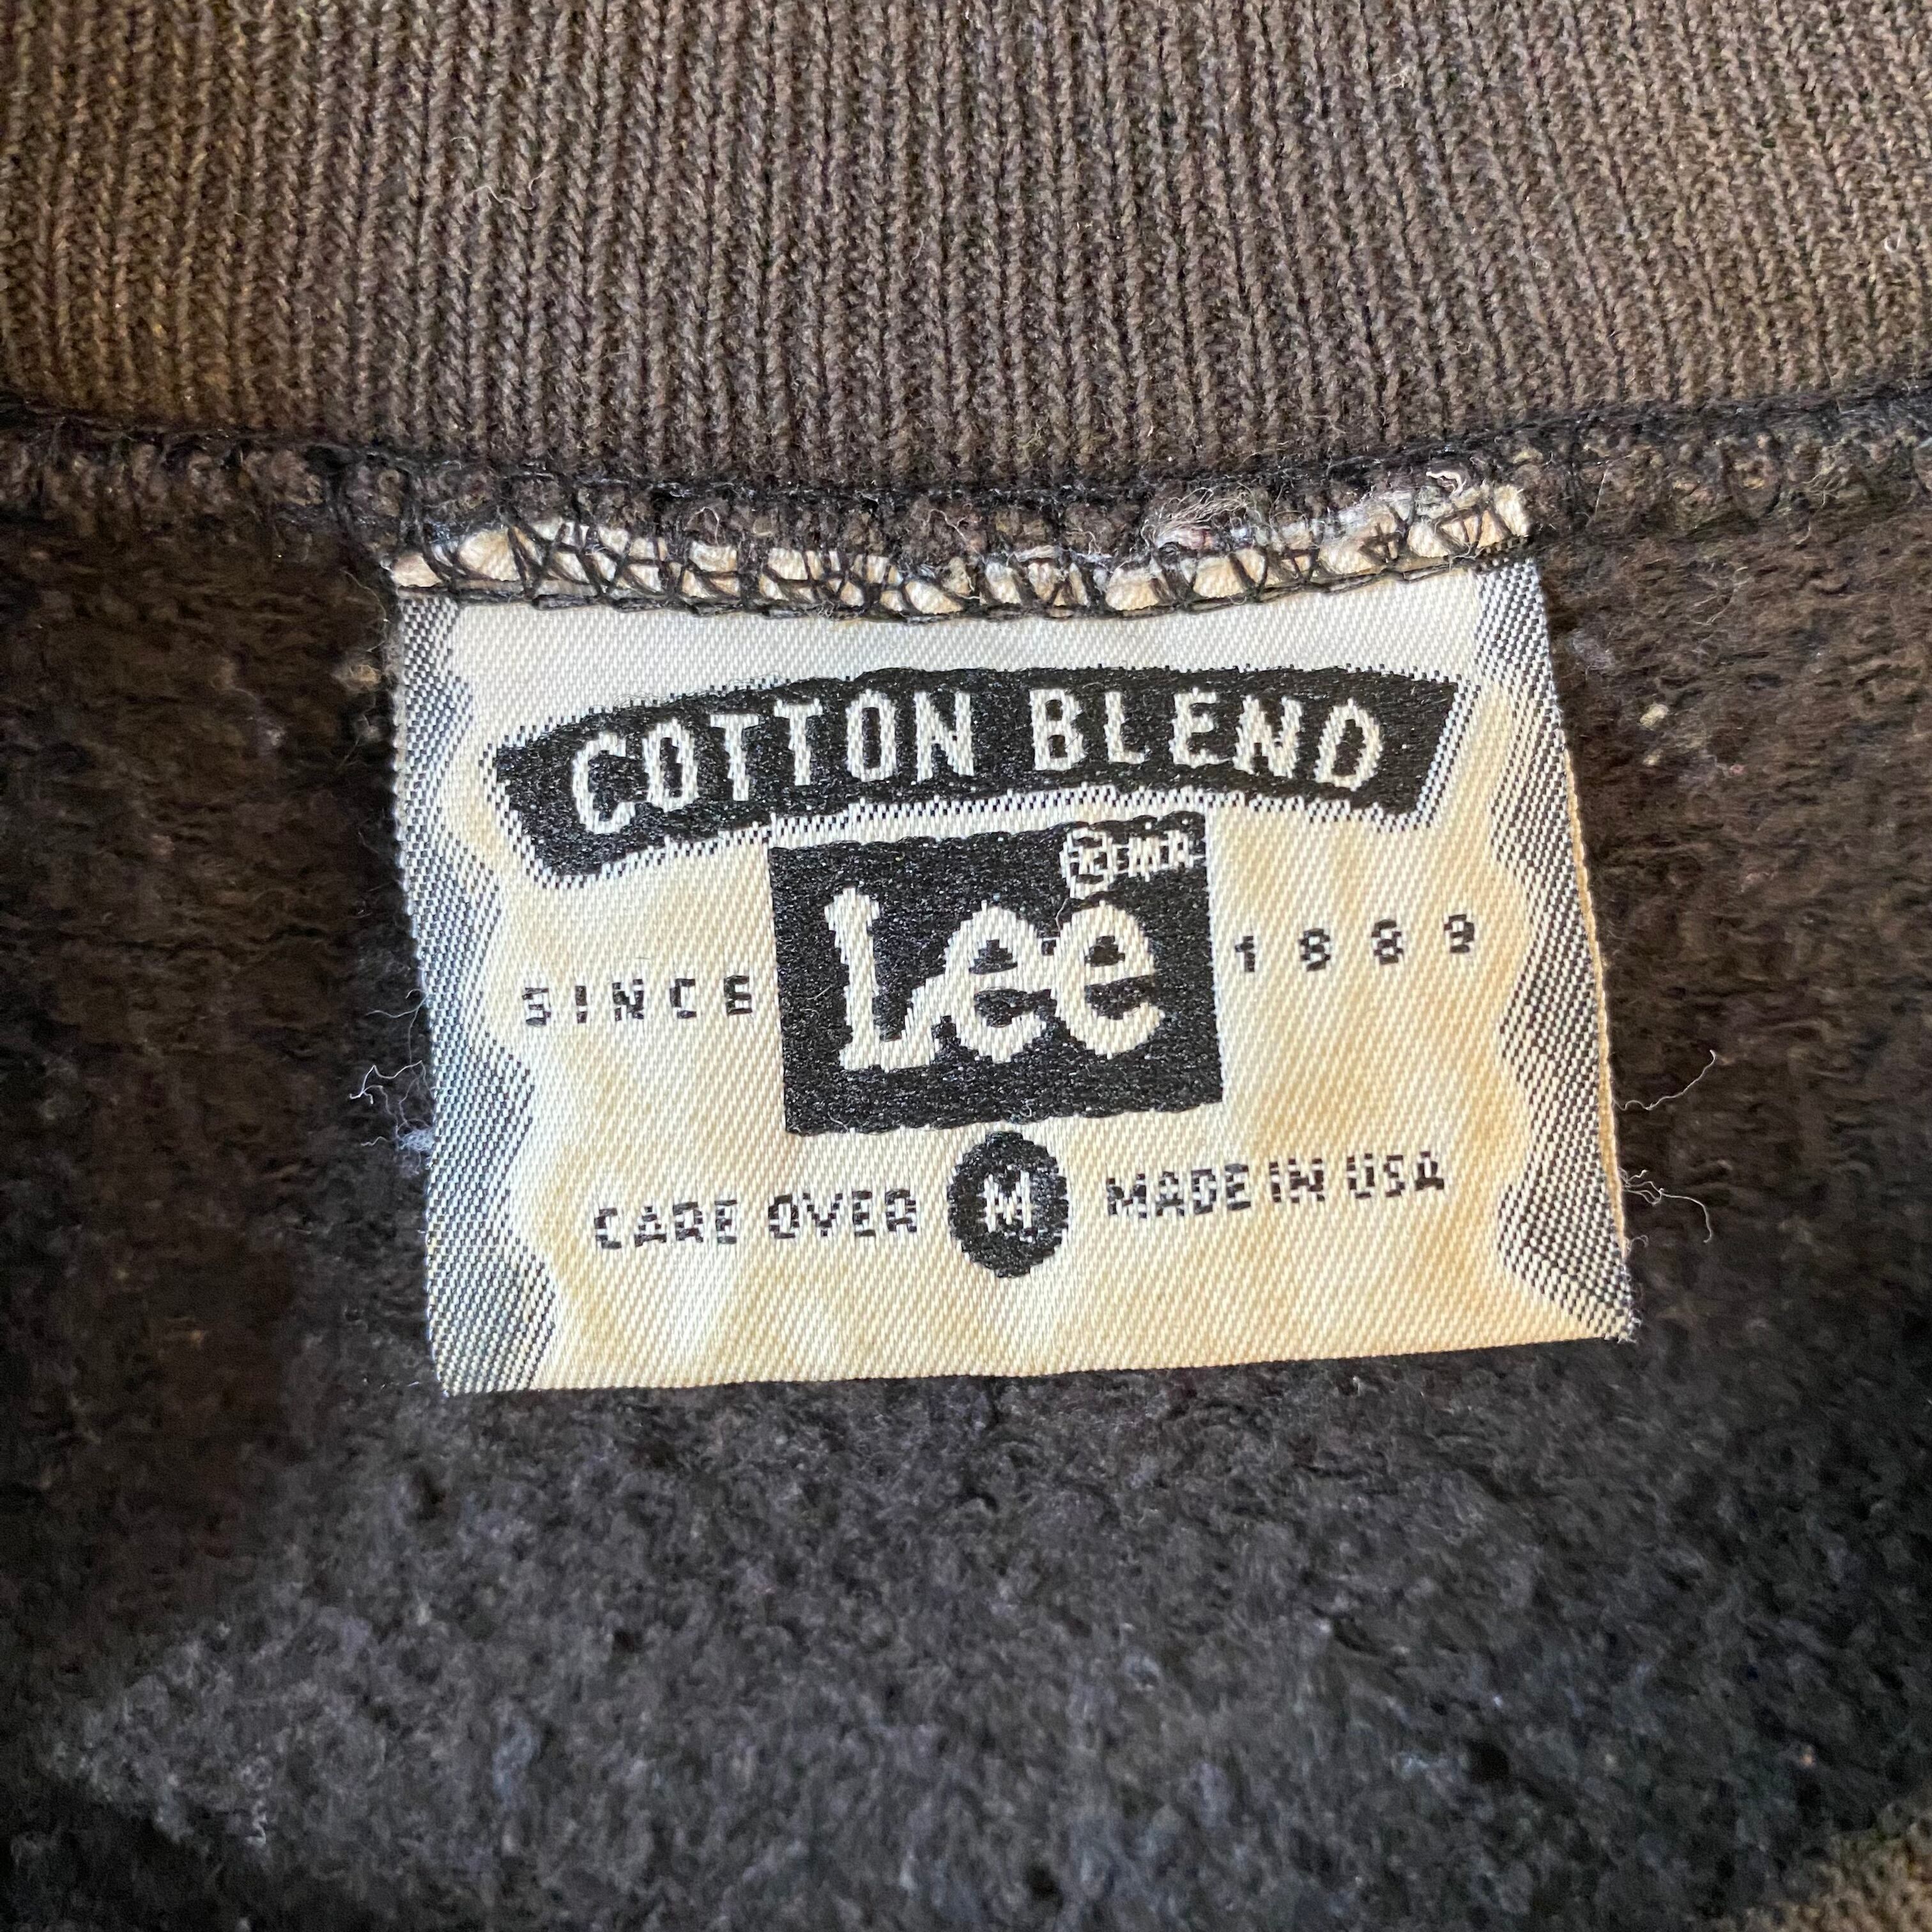 COTTON BLEND
Lee
SINCE 1889
CARE OVER M MADE IN USA